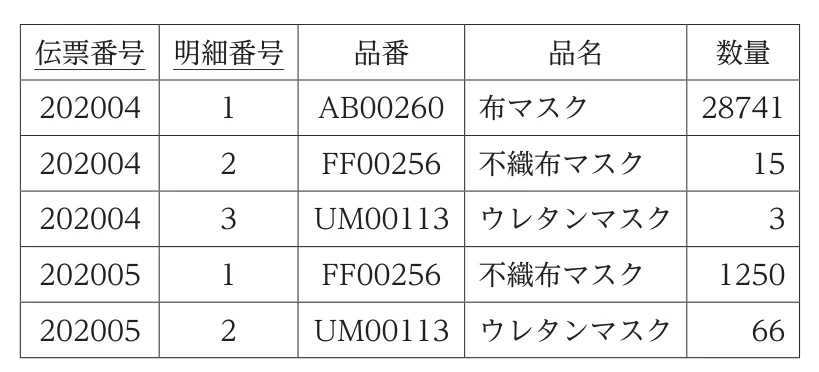 伝票番号 明細番号 品番 品名 数量
202004 1 AB00260 布マスク 28741
202004 2 FF00256 不織布マスク 15
202004 3 UM00113 ウレタンマスク 3
202005 1 FF00256 不織布マスク 1250
202005 2 UM00113 ウレタンマスク 66